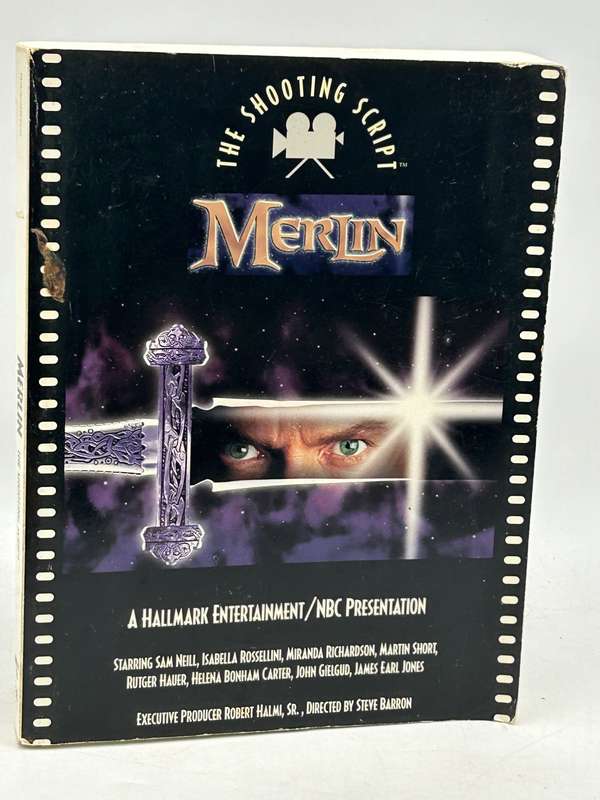 THE SHOOTING SCRIPT™
MERLIN
A HALLMARK ENTERTAINMENT/NBC PRESENTATION
STARRING SAM NEILL, ISABELLA ROSSELLINI, MIRANDA RICHARDSON, MARTIN SHORT,
RUTGER HAUER, HELENA BONHAM CARTER, JOHN GIELGUD, JAMES EARL JONES
EXECUTIVE PRODUCER ROBERT HALMI, SR., DIRECTED BY STEVE BARRON
MERLIN